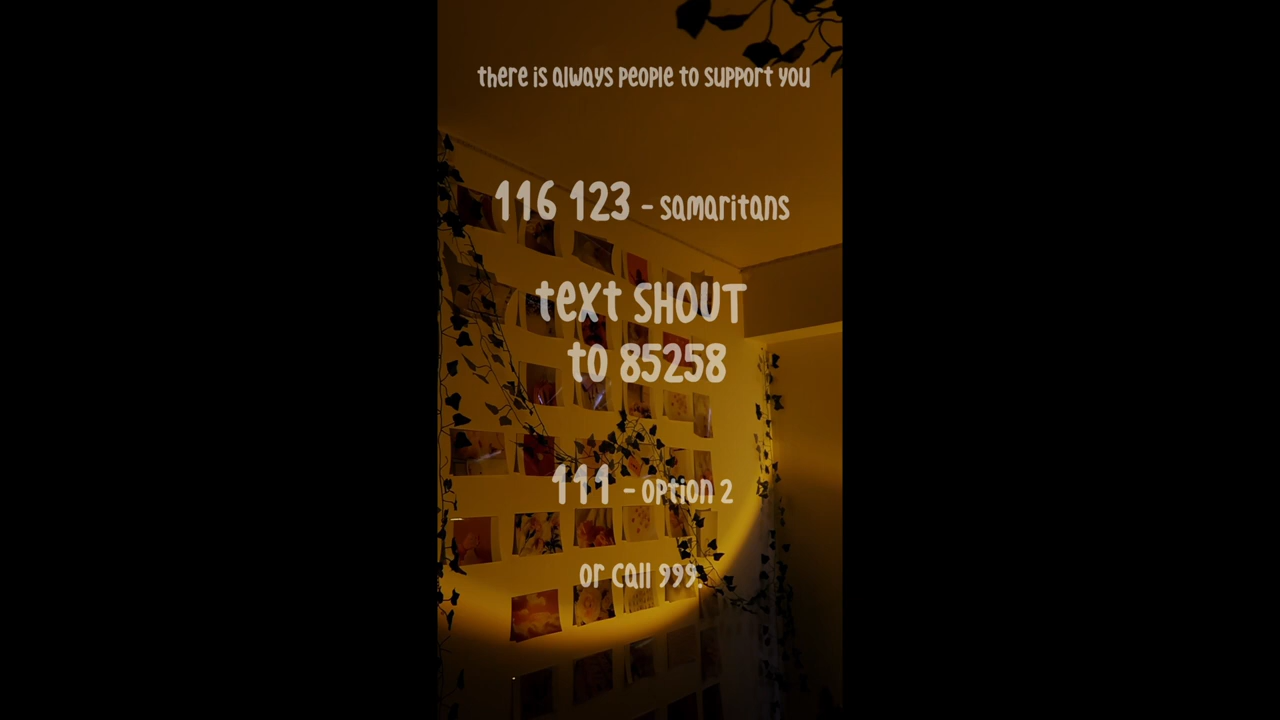 there is always people to support you
116 123 - samaritans
text SHOUT
to 85258
111 - option 2
or call 999.